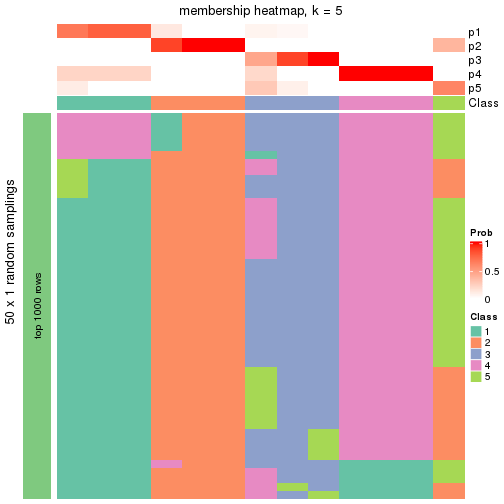 membership heatmap, k = 5
p1
p2
p3
p4
p5
Class
50 x 1 random samplings
top 1000 rows
Prob
1
0.5
0
Class
1
2
3
4
5